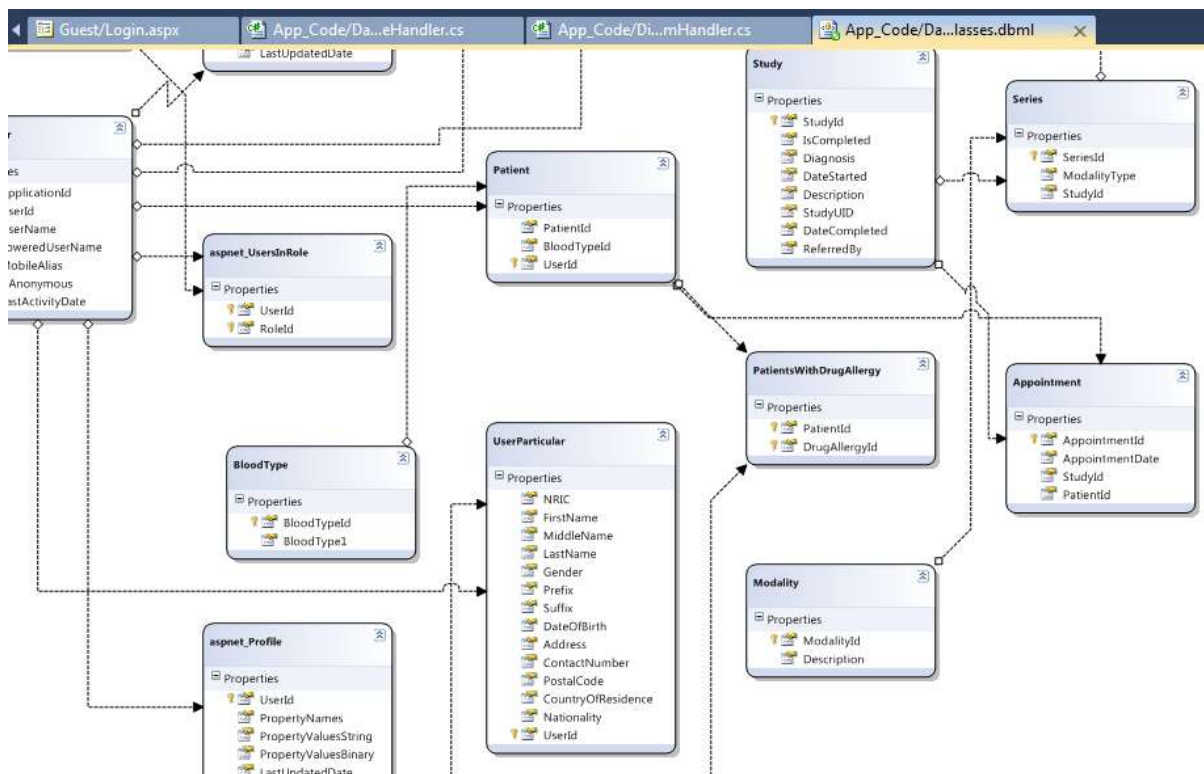 Guest/Login.aspx
App_Code/Da...eHandler.cs
App_Code/Di...mHandler.cs
App_Code/Da...lasses.dbml
LastUpdatedDate
r
es
pplicationId
serId
serName
oweredUserName
MobileAlias
Anonymous
astActivityDate
aspnet_UsersInRole
Properties
UserId
RoleId
Patient
Properties
PatientId
BloodTypeId
UserId
Study
Properties
StudyId
IsCompleted
Diagnosis
DateStarted
Description
StudyUID
DateCompleted
ReferredBy
Series
Properties
SeriesId
ModalityType
StudyId
PatientsWithDrugAllergy
Properties
PatientId
DrugAllergyId
Appointment
Properties
AppointmentId
AppointmentDate
StudyId
PatientId
BloodType
Properties
BloodTypeId
BloodType1
UserParticular
Properties
NRIC
FirstName
MiddleName
LastName
Gender
Prefix
Suffix
DateOfBirth
Address
ContactNumber
PostalCode
CountryOfResidence
Nationality
UserId
Modality
Properties
ModalityId
Description
aspnet_Profile
Properties
UserId
PropertyNames
PropertyValuesString
PropertyValuesBinary
LastUpdatedDate